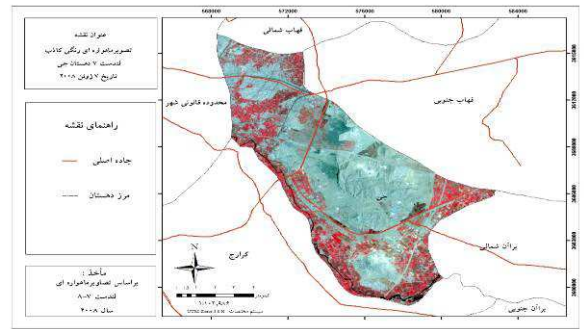 عنوان نقشه
تصویر ماهواره ای رنگی کاذب
لندست ۷ دهستان جی
تاریخ ۷ ژوئن ۲۰۰۸
راهنمای نقشه
جاده اصلی
مرز دهستان
مأخذ :
براساس تصاویر ماهواره ای
سال ۲۰۰۸
568000 572000 576000 580000 584000
قهاب شمالی
محدوده قانونی شهر
قهاب جنوبی
جی
کرارج
براآن شمالی
براآن جنوبی
N